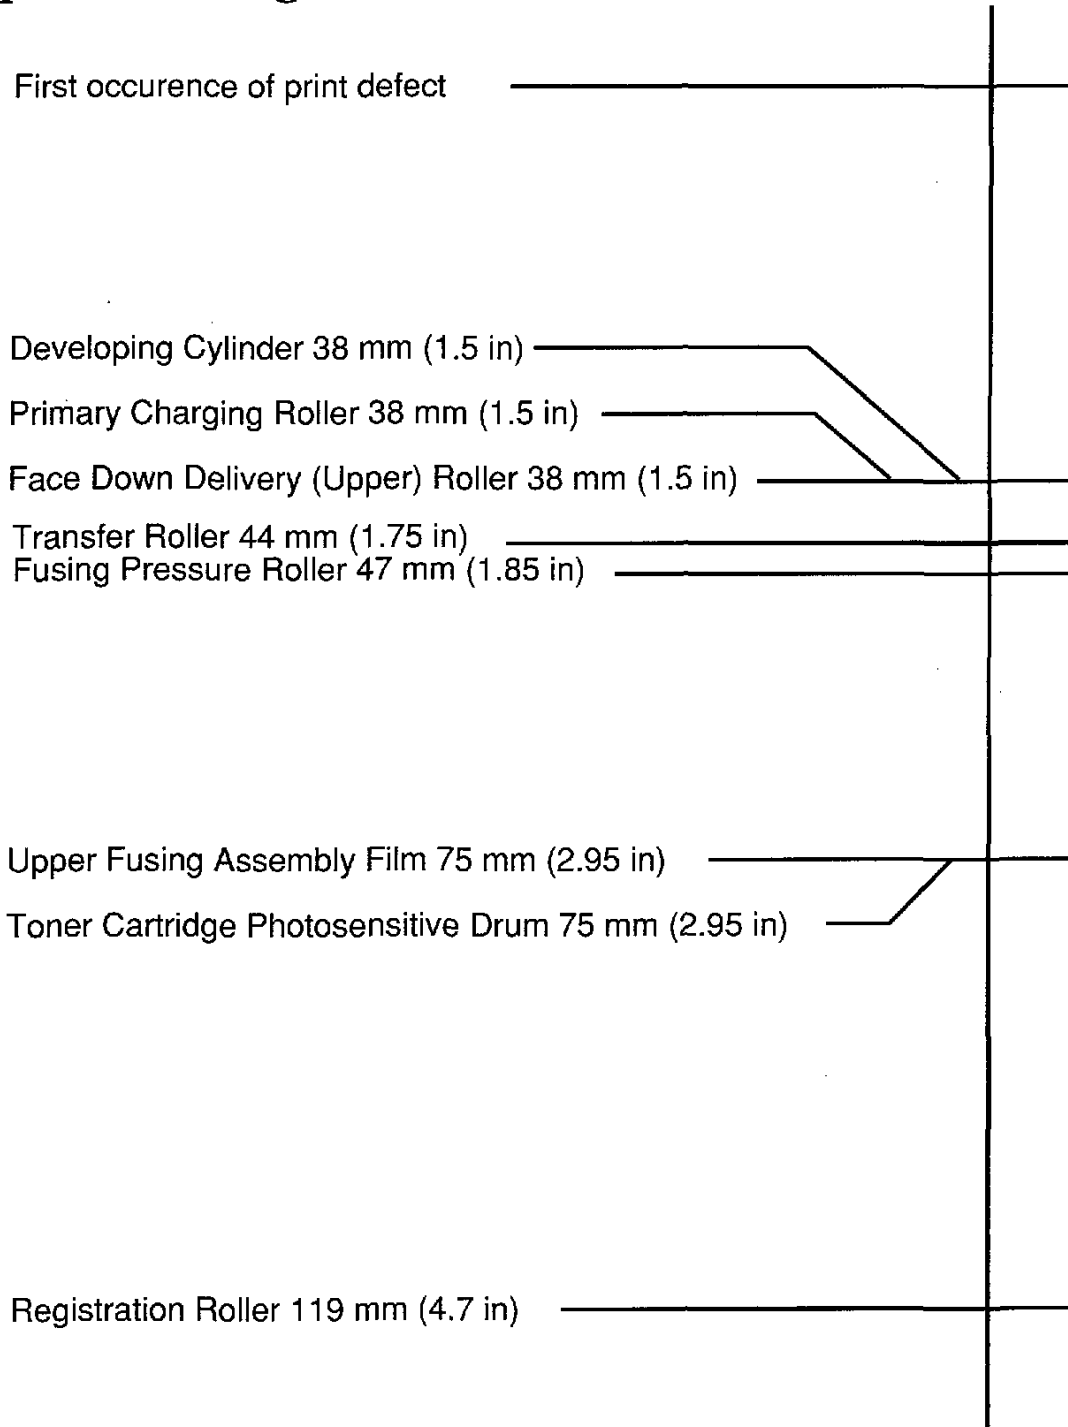 First occurence of print defect
Developing Cylinder 38 mm (1.5 in)
Primary Charging Roller 38 mm (1.5 in)
Face Down Delivery (Upper) Roller 38 mm (1.5 in)
Transfer Roller 44 mm (1.75 in)
Fusing Pressure Roller 47 mm (1.85 in)
Upper Fusing Assembly Film 75 mm (2.95 in)
Toner Cartridge Photosensitive Drum 75 mm (2.95 in)
Registration Roller 119 mm (4.7 in)